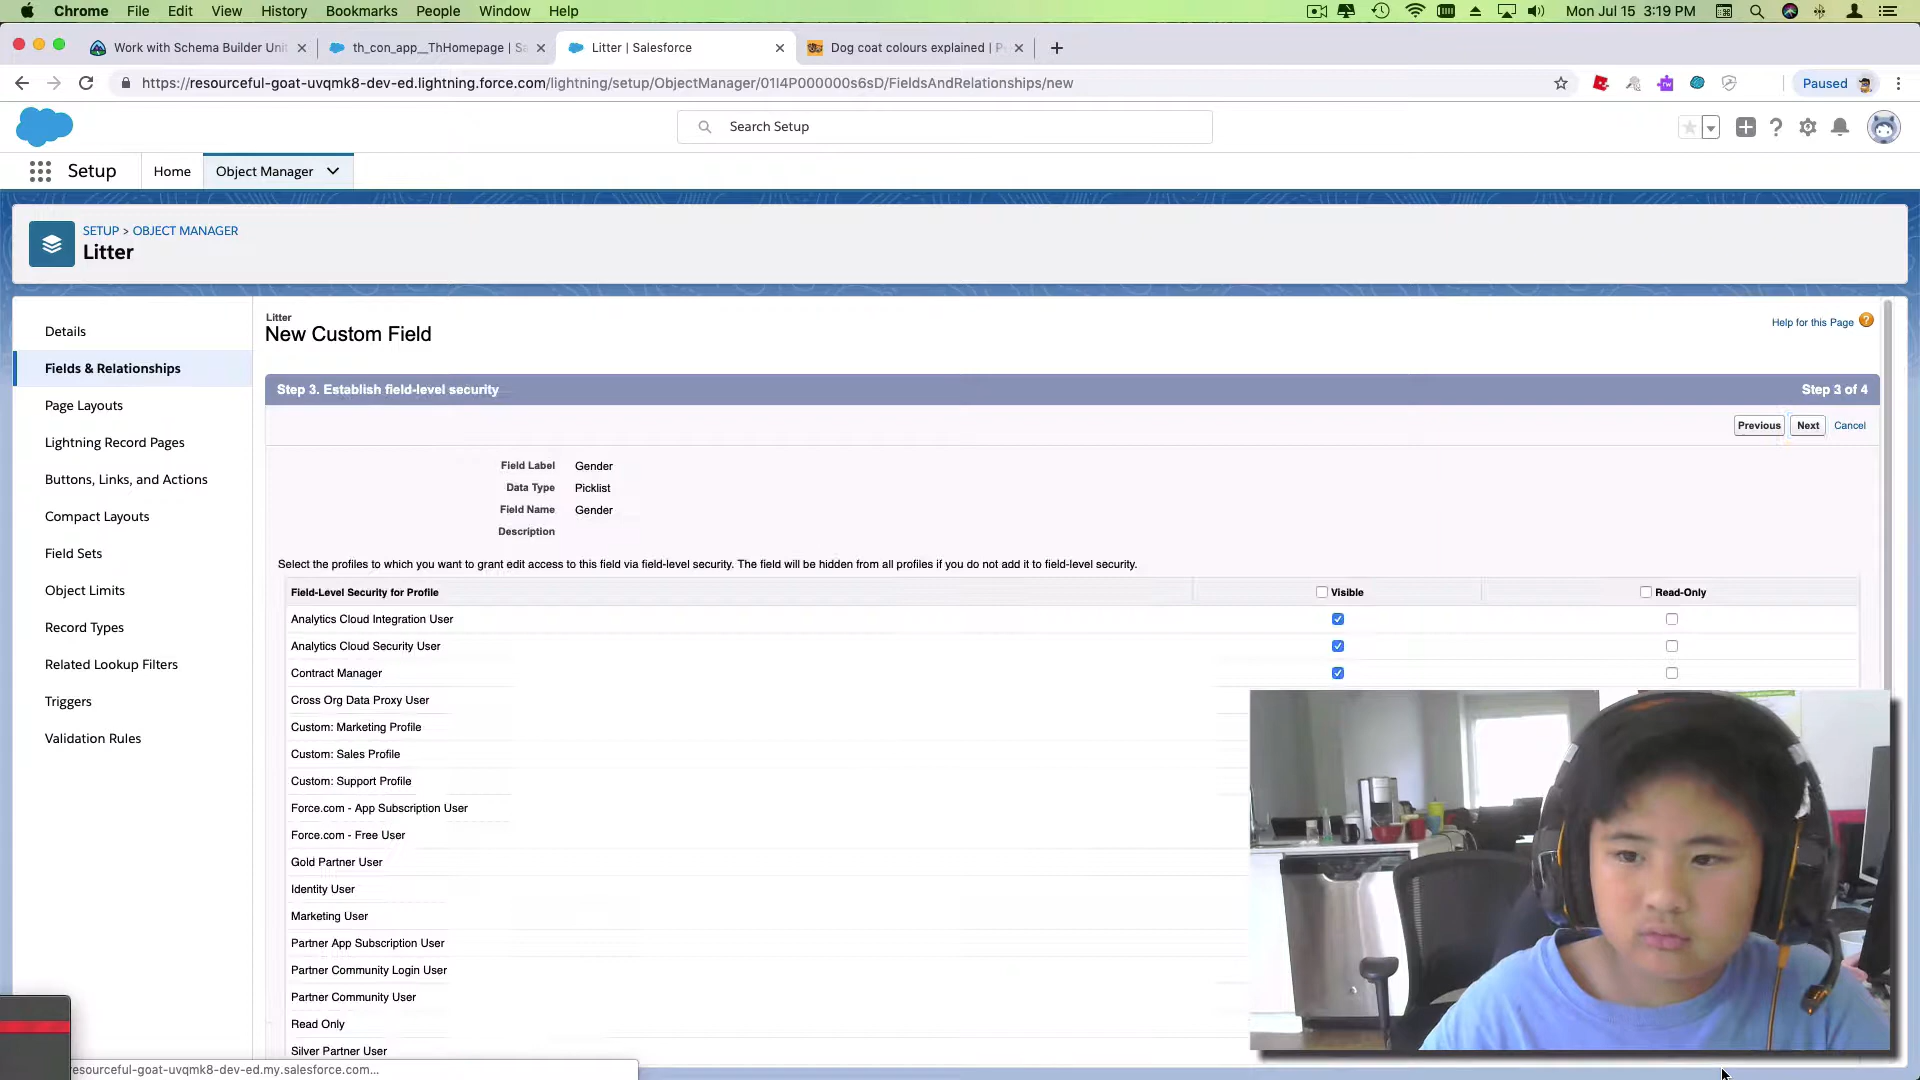 Chrome File Edit View History Bookmarks People Window Help Mon Jul 15 3:19 PM
Work with Schema Builder Unit th_con_app__ThHomepage | Sa Litter | Salesforce Dog coat colours explained | P
https://resourceful-goat-uvqmk8-dev-ed.lightning.force.com/lightning/setup/ObjectManager/01I4P000000s6sD/FieldsAndRelationships/new Paused
Search Setup
Setup Home Object Manager
SETUP > OBJECT MANAGER
Litter
Details
Fields & Relationships
Page Layouts
Lightning Record Pages
Buttons, Links, and Actions
Compact Layouts
Field Sets
Object Limits
Record Types
Related Lookup Filters
Triggers
Validation Rules
Litter
New Custom Field
Help for this Page ?
Step 3. Establish field-level security Step 3 of 4
Previous Next Cancel
Field Label Gender
Data Type Picklist
Field Name Gender
Description
Select the profiles to which you want to grant edit access to this field via field-level security. The field will be hidden from all profiles if you do not add it to field-level security.
Field-Level Security for Profile Visible Read-Only
Analytics Cloud Integration User
Analytics Cloud Security User
Contract Manager
Cross Org Data Proxy User
Custom: Marketing Profile
Custom: Sales Profile
Custom: Support Profile
Force.com - App Subscription User
Force.com - Free User
Gold Partner User
Identity User
Marketing User
Partner App Subscription User
Partner Community Login User
Partner Community User
Read Only
Silver Partner User
resourceful-goat-uvqmk8-dev-ed.my.salesforce.com...